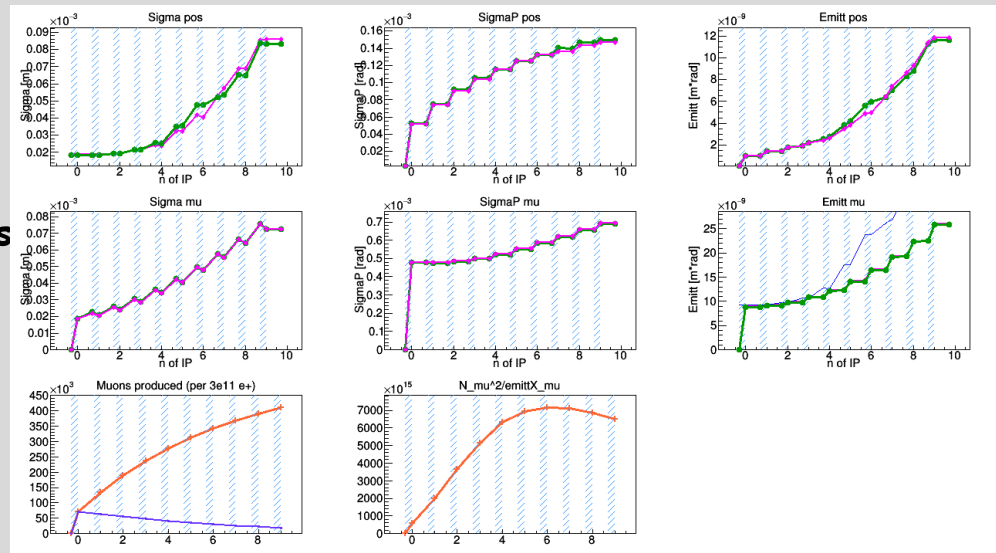 Sigma pos
×10⁻³
Sigma [m]
0.09
0.08
0.07
0.06
0.05
0.04
0.03
0.02
0 2 4 6 8 10
n of IP
SigmaP pos
×10⁻³
SigmaP [rad]
0.16
0.14
0.12
0.1
0.08
0.06
0.04
0.02
0 2 4 6 8 10
n of IP
Emitt pos
×10⁻⁹
Emitt [m*rad]
12
10
8
6
4
2
0 2 4 6 8 10
n of IP
s
Sigma mu
×10⁻³
Sigma [m]
0.08
0.07
0.06
0.05
0.04
0.03
0.02
0.01
0
0 2 4 6 8 10
n of IP
SigmaP mu
×10⁻³
SigmaP [rad]
0.7
0.6
0.5
0.4
0.3
0.2
0.1
0
0 2 4 6 8 10
n of IP
Emitt mu
×10⁻⁹
Emitt [m*rad]
25
20
15
10
5
0
0 2 4 6 8 10
n of IP
Muons produced (per 3e11 e+)
×10³
450
400
350
300
250
200
150
100
50
0
0 2 4 6 8
N_mu^2/emittX_mu
×10¹⁵
7000
6000
5000
4000
3000
2000
1000
0
0 2 4 6 8